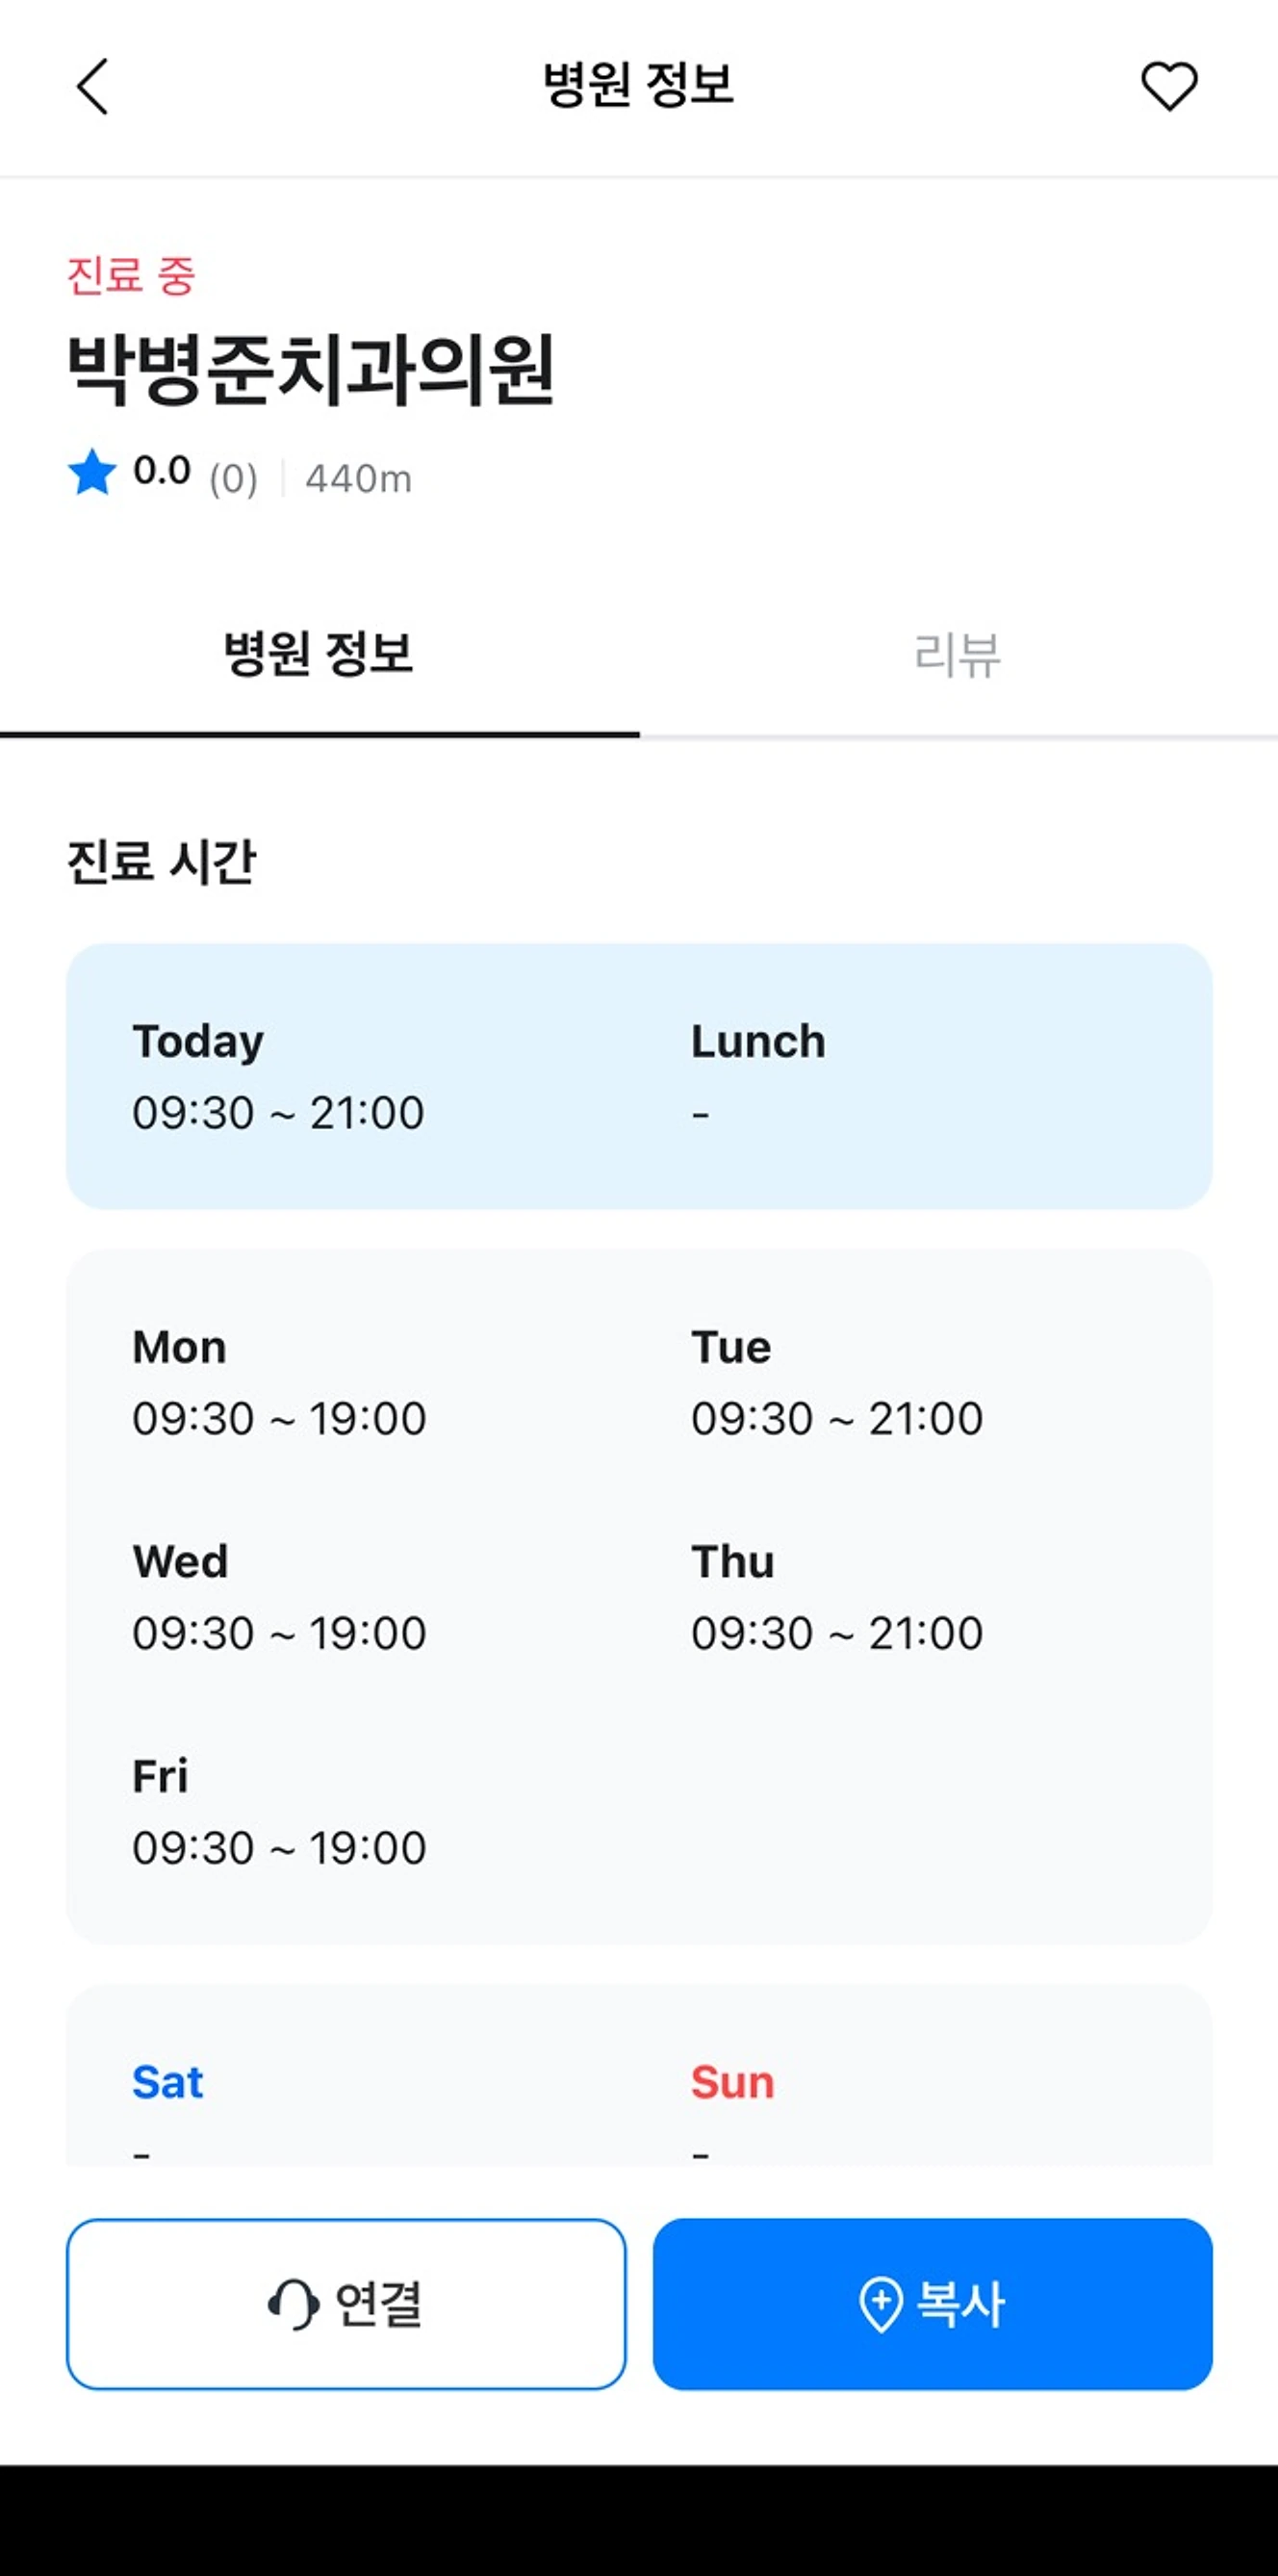 병원 정보
진료 중
박병준치과의원
0.0 (0) 440m
병원 정보 리뷰
진료 시간
Today Lunch
09:30 ~ 21:00 -
Mon Tue
09:30 ~ 19:00 09:30 ~ 21:00
Wed Thu
09:30 ~ 19:00 09:30 ~ 21:00
Fri
09:30 ~ 19:00
Sat Sun
- -
연결 복사